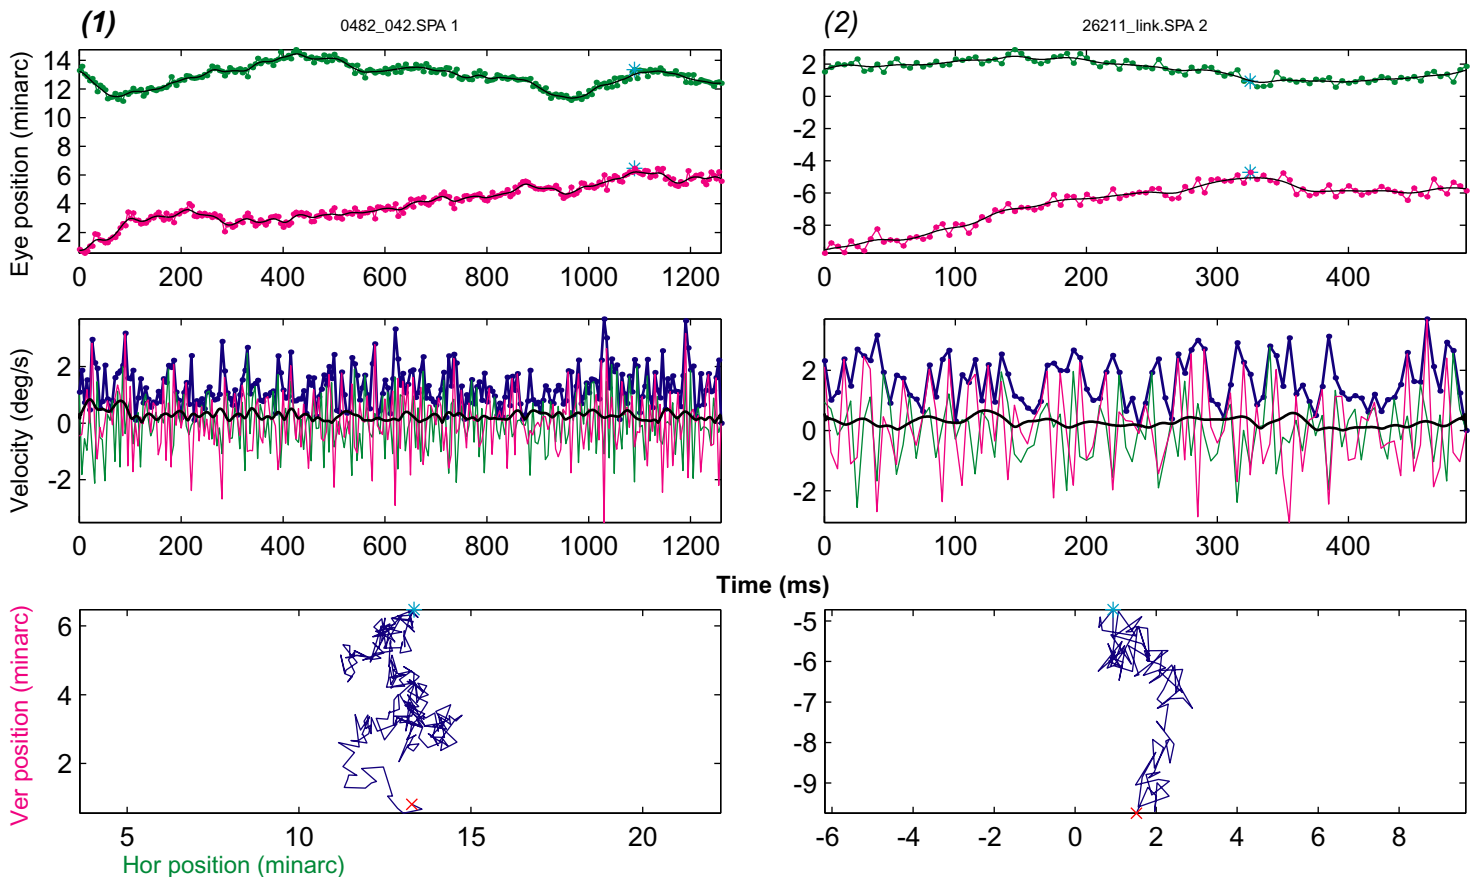 (1)
0482_042.SPA 1
(2)
26211_link.SPA 2
Eye position (minarc)
14
12
10
8
6
4
2
0 200 400 600 800 1000 1200
2
0
-2
-4
-6
-8
0 100 200 300 400
Velocity (deg/s)
2
0
-2
0 200 400 600 800 1000 1200
2
0
-2
0 100 200 300 400
Time (ms)
Ver position (minarc)
6
4
2
5 10 15 20
Hor position (minarc)
-5
-6
-7
-8
-9
-6 -4 -2 0 2 4 6 8